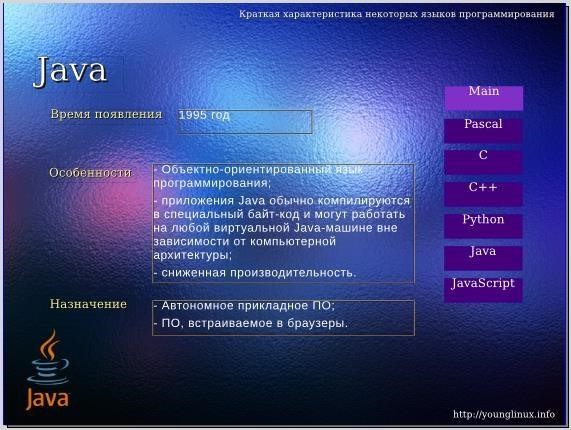 Краткая характеристика некоторых языков программирования
Java
Время появления
1995 год
Особенности
- Объектно-ориентированный язык
программирования;
- приложения Java обычно компилируются
в специальный байт-код и могут работать
на любой виртуальной Java-машине вне
зависимости от компьютерной
архитектуры;
- сниженная производительность.
Назначение
- Автономное прикладное ПО;
- ПО, встраиваемое в браузеры.
Main
Pascal
C
C++
Python
Java
JavaScript
Java
http://younglinux.info